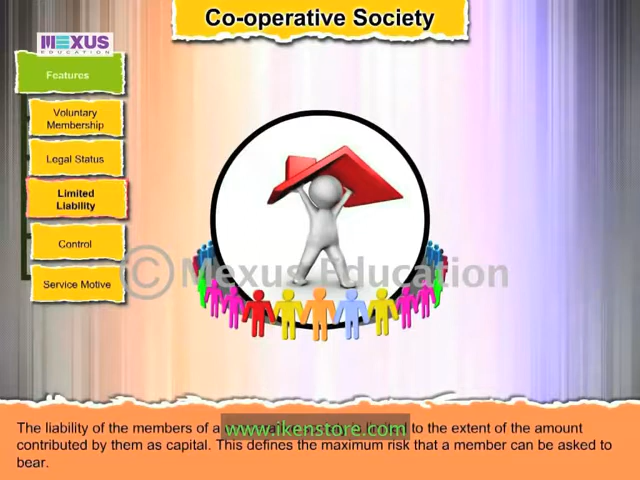 Co-operative Society
MEXUS
EDUCATION
Features
Voluntary
Membership
Legal Status
Limited
Liability
Control
Service Motive
© Mexus Education
The liability of the members of a to the extent of the amount
www.ikenstore.com
contributed by them as capital. This defines the maximum risk that a member can be asked to
bear.